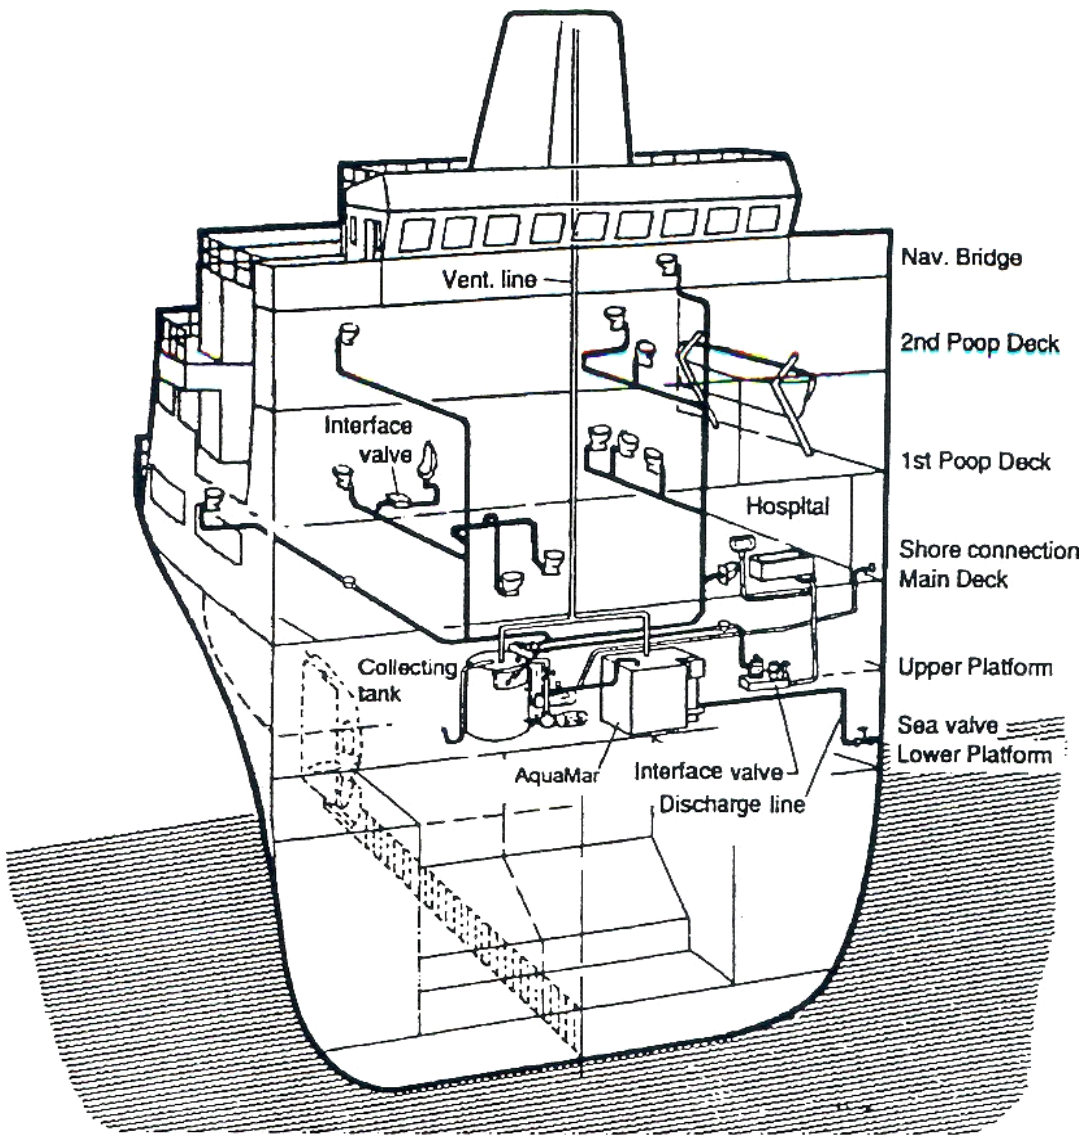 Nav. Bridge
Vent. line
2nd Poop Deck
Interface
valve
1st Poop Deck
Hospital
Shore connection
Main Deck
Collecting
tank
Upper Platform
Sea valve
Lower Platform
AquaMar
Interface valve
Discharge line